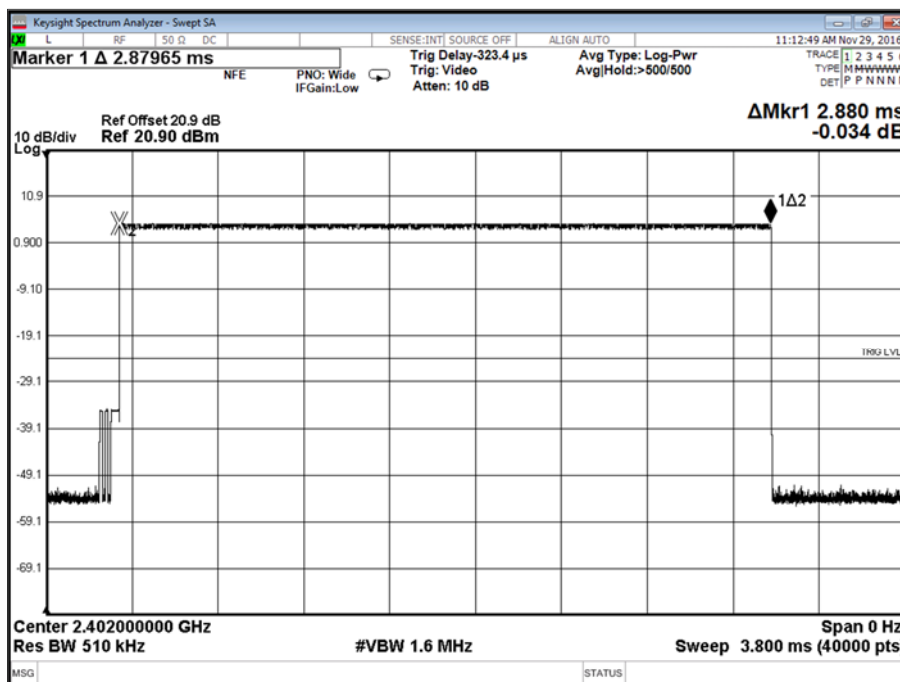 Keysight Spectrum Analyzer - Swept SA
LXI L RF 50 Ω DC SENSE:INT SOURCE OFF ALIGN AUTO 11:12:49 AM Nov 29, 2016
Marker 1 Δ 2.87965 ms
NFE
PNO: Wide
IFGain:Low
Trig Delay-323.4 µs
Trig: Video
Atten: 10 dB
Avg Type: Log-Pwr
Avg|Hold:>500/500
TRACE 1 2 3 4 5
TYPE M
DET P P N N N
ΔMkr1 2.880 ms
-0.034 dB
Ref Offset 20.9 dB
10 dB/div Ref 20.90 dBm
Log
1Δ2
10.9
2
0.900
-9.10
-19.1
TRIG LVL
-29.1
-39.1
-49.1
-59.1
-69.1
Center 2.402000000 GHz Span 0 Hz
Res BW 510 kHz #VBW 1.6 MHz Sweep 3.800 ms (40000 pts
MSG STATUS